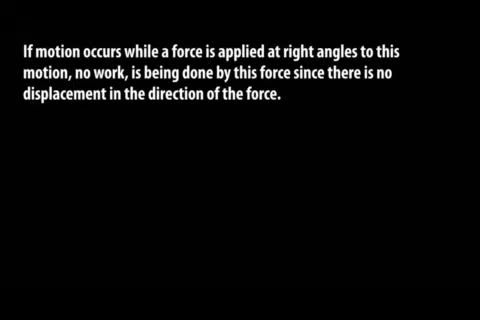 If motion occurs while a force is applied at right angles to this
motion, no work, is being done by this force since there is no
displacement in the direction of the force.